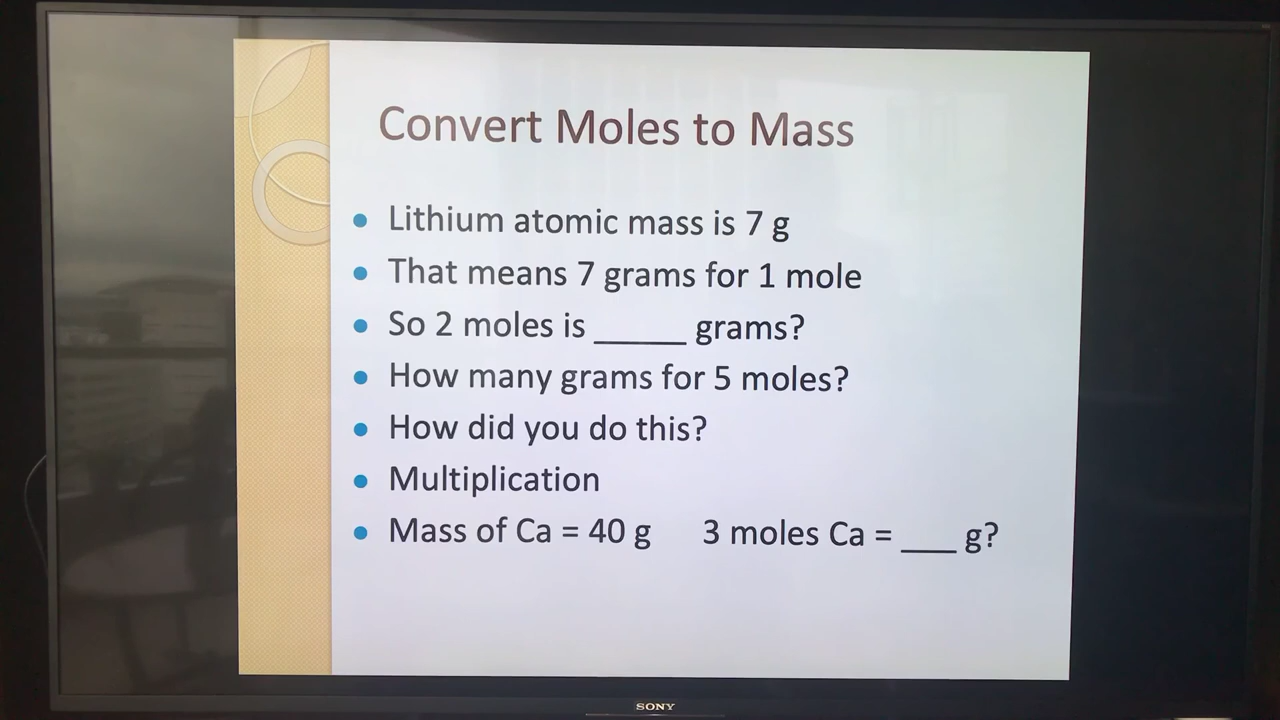 Convert Moles to Mass
Lithium atomic mass is 7 g
That means 7 grams for 1 mole
So 2 moles is _____ grams?
How many grams for 5 moles?
How did you do this?
Multiplication
Mass of Ca = 40 g 3 moles Ca = ___ g?
SONY